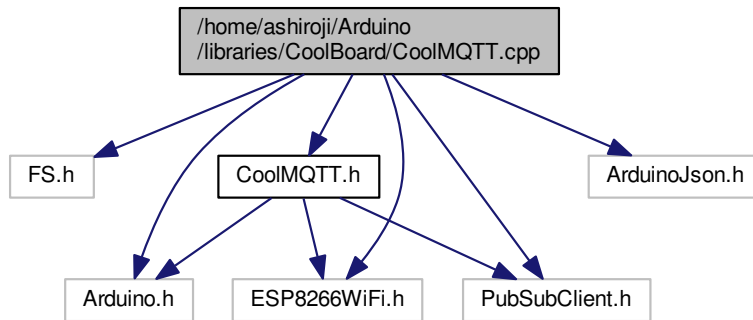 /home/ashiroji/Arduino
/libraries/CoolBoard/CoolMQTT.cpp
FS.h
CoolMQTT.h
ArduinoJson.h
Arduino.h
ESP8266WiFi.h
PubSubClient.h